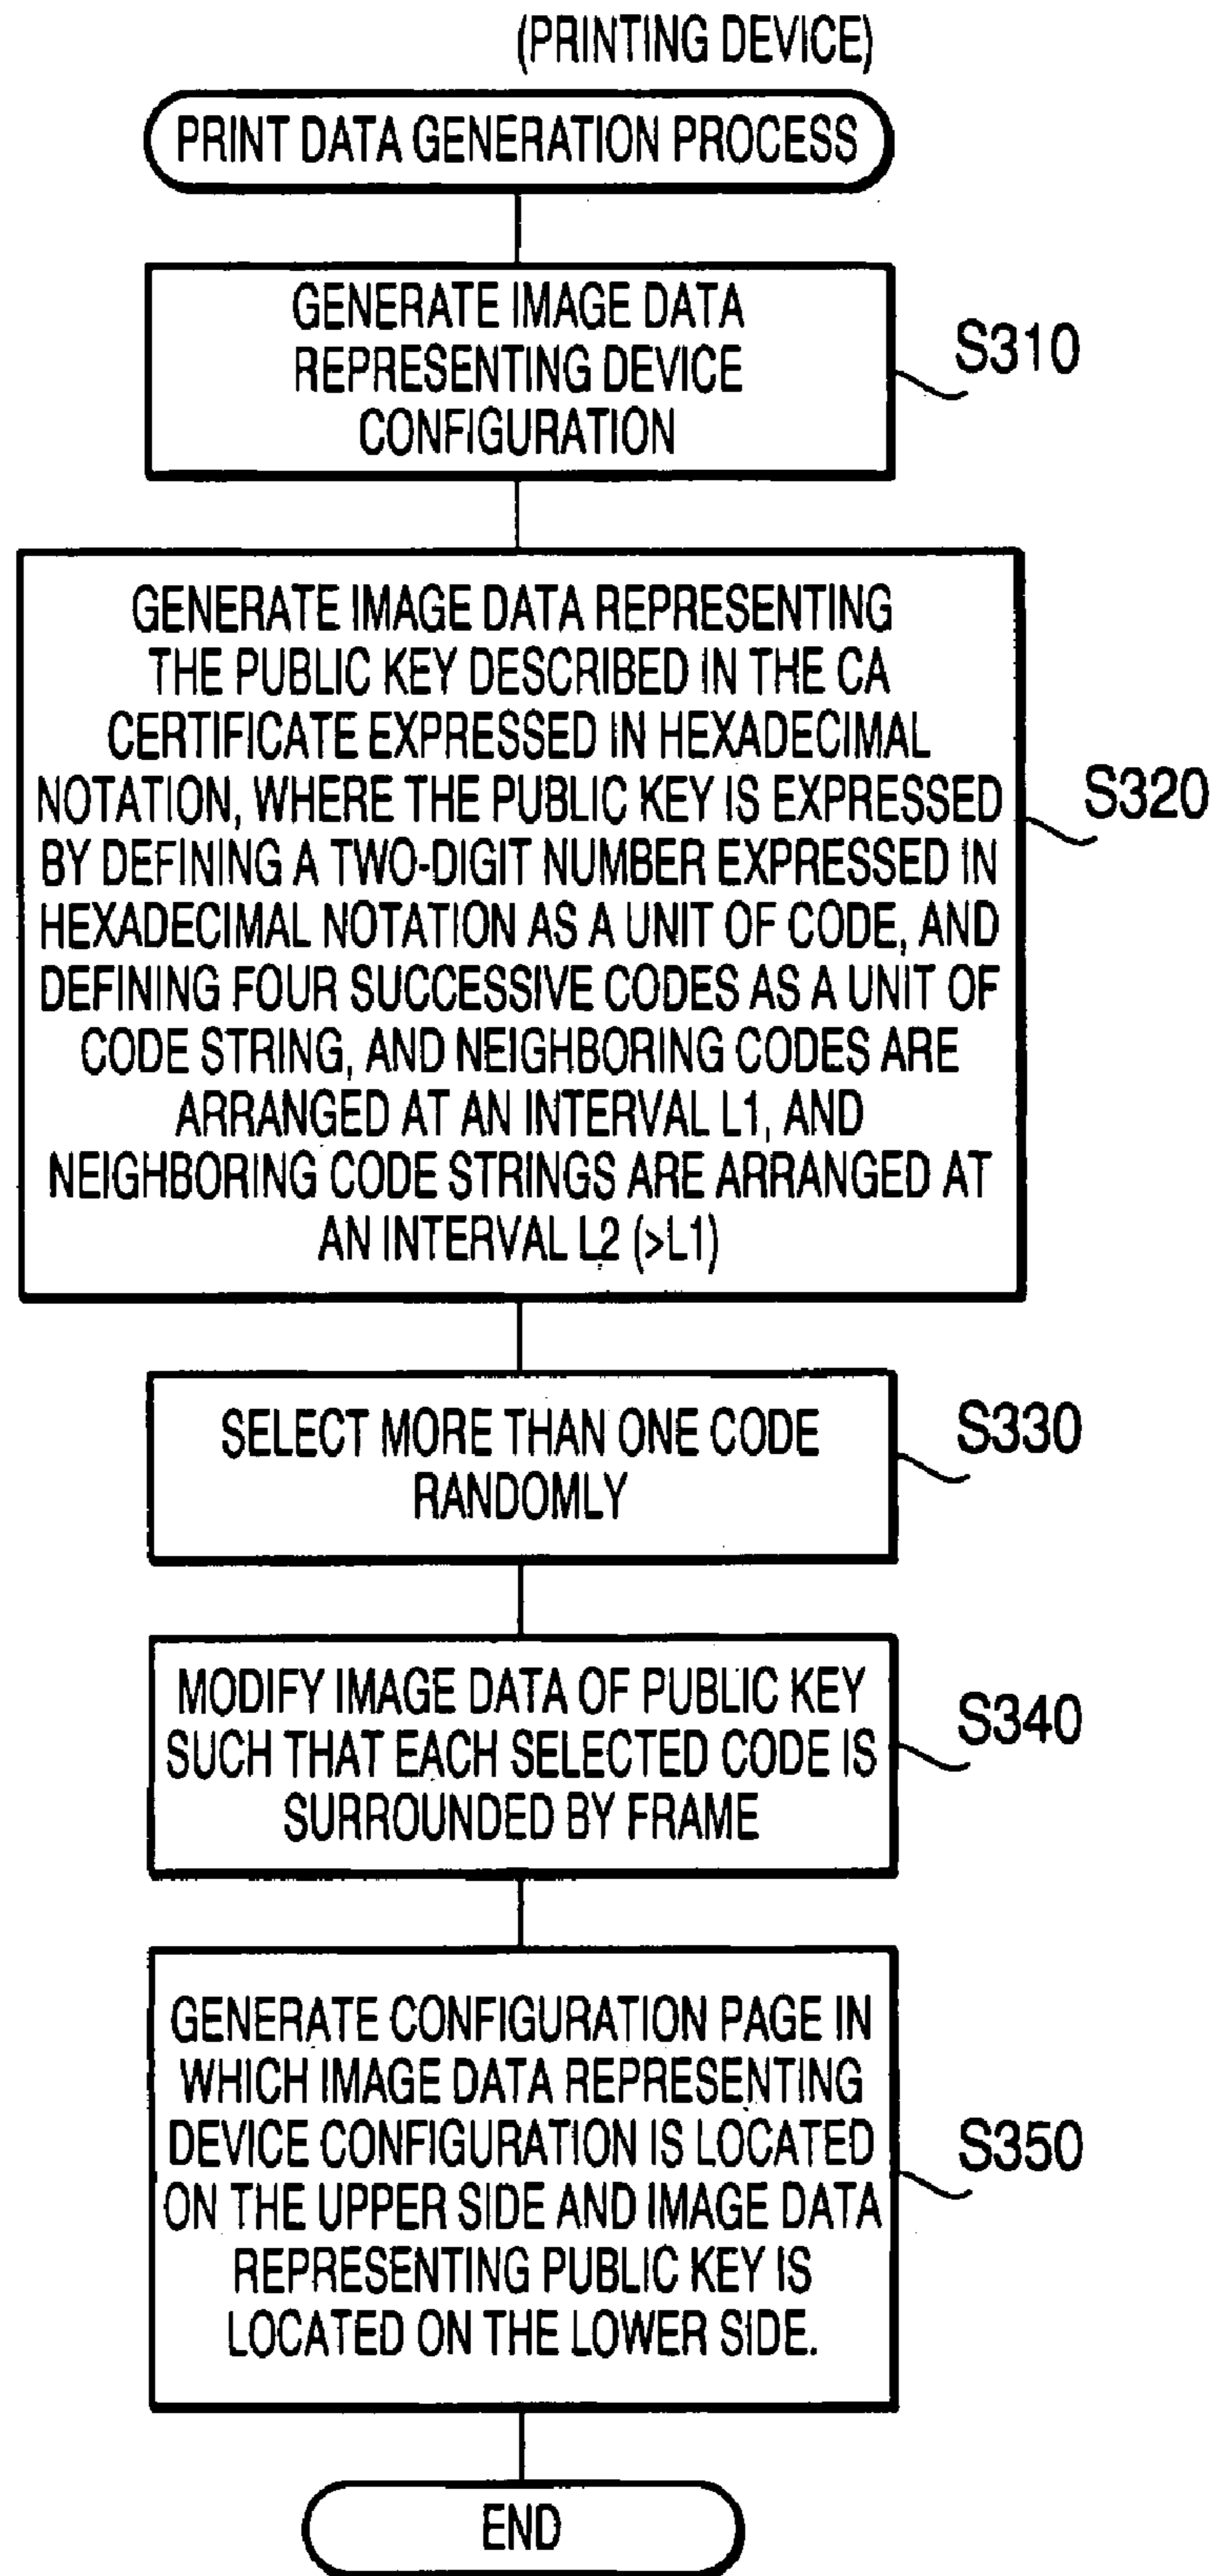 (PRINTING DEVICE)
PRINT DATA GENERATION PROCESS
GENERATE IMAGE DATA
REPRESENTING DEVICE
CONFIGURATION
S310
GENERATE IMAGE DATA REPRESENTING
THE PUBLIC KEY DESCRIBED IN THE CA
CERTIFICATE EXPRESSED IN HEXADECIMAL
NOTATION, WHERE THE PUBLIC KEY IS EXPRESSED
BY DEFINING A TWO-DIGIT NUMBER EXPRESSED IN
HEXADECIMAL NOTATION AS A UNIT OF CODE, AND
DEFINING FOUR SUCCESSIVE CODES AS A UNIT OF
CODE STRING, AND NEIGHBORING CODES ARE
ARRANGED AT AN INTERVAL L1, AND
NEIGHBORING CODE STRINGS ARE ARRANGED AT
AN INTERVAL L2 (>L1)
S320
SELECT MORE THAN ONE CODE
RANDOMLY
S330
MODIFY IMAGE DATA OF PUBLIC KEY
SUCH THAT EACH SELECTED CODE IS
SURROUNDED BY FRAME
S340
GENERATE CONFIGURATION PAGE IN
WHICH IMAGE DATA REPRESENTING
DEVICE CONFIGURATION IS LOCATED
ON THE UPPER SIDE AND IMAGE DATA
REPRESENTING PUBLIC KEY IS
LOCATED ON THE LOWER SIDE.
S350
END